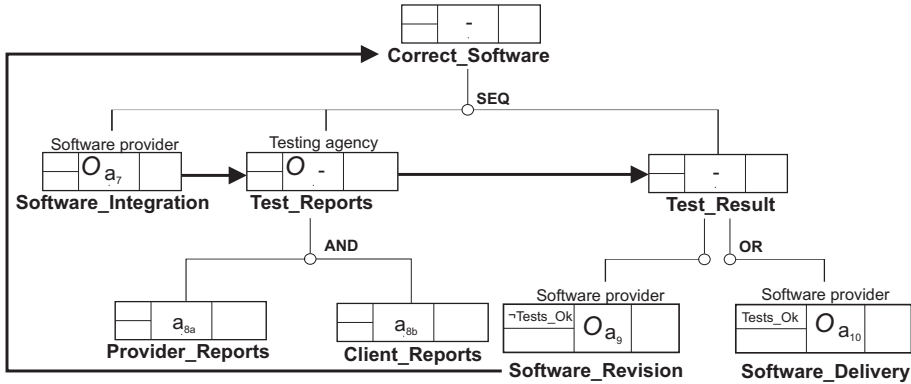 -
Correct_Software
SEQ
Software provider
O a7
Software_Integration
Testing agency
O -
Test_Reports
-
Test_Result
AND
OR
a8a
Provider_Reports
a8b
Client_Reports
Software provider
¬Tests_Ok
O a9
Software_Revision
Software provider
Tests_Ok
O a10
Software_Delivery